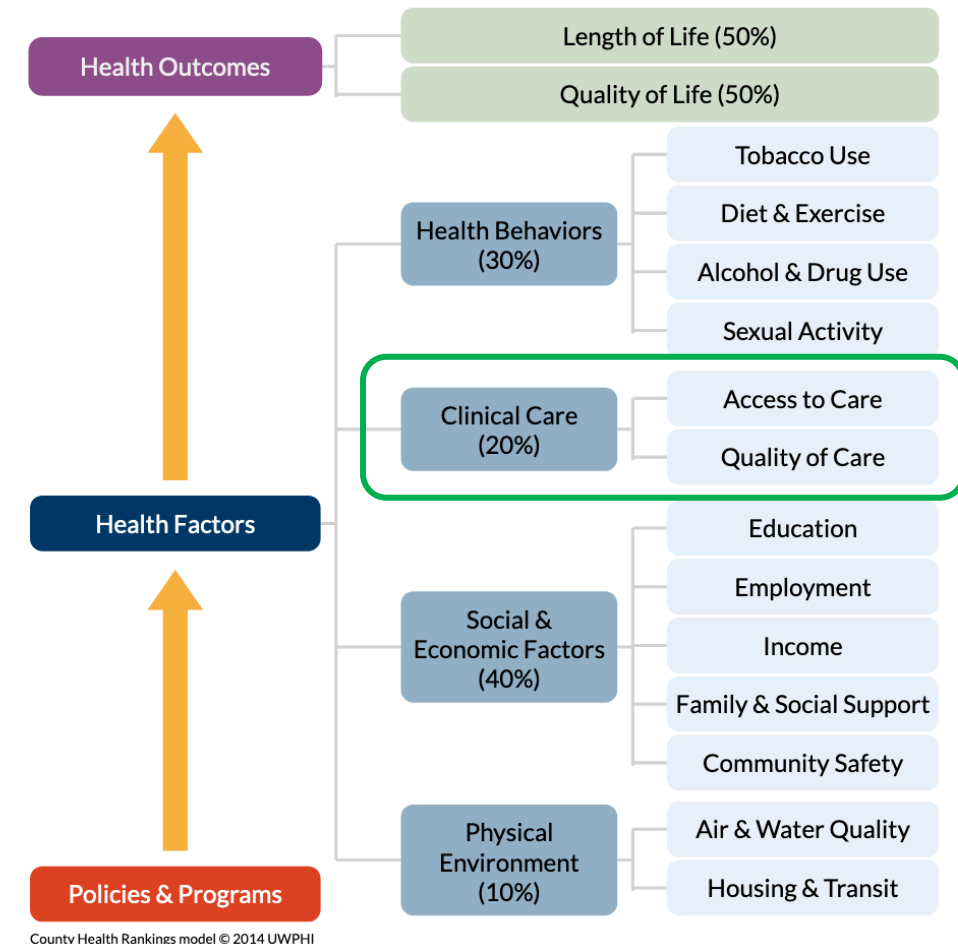 Health Outcomes
Length of Life (50%)
Quality of Life (50%)
Health Behaviors
(30%)
Tobacco Use
Diet & Exercise
Alcohol & Drug Use
Sexual Activity
Clinical Care
(20%)
Access to Care
Quality of Care
Health Factors
Social &
Economic Factors
(40%)
Education
Employment
Income
Family & Social Support
Community Safety
Physical
Environment
(10%)
Air & Water Quality
Housing & Transit
Policies & Programs
County Health Rankings model © 2014 UWPHI